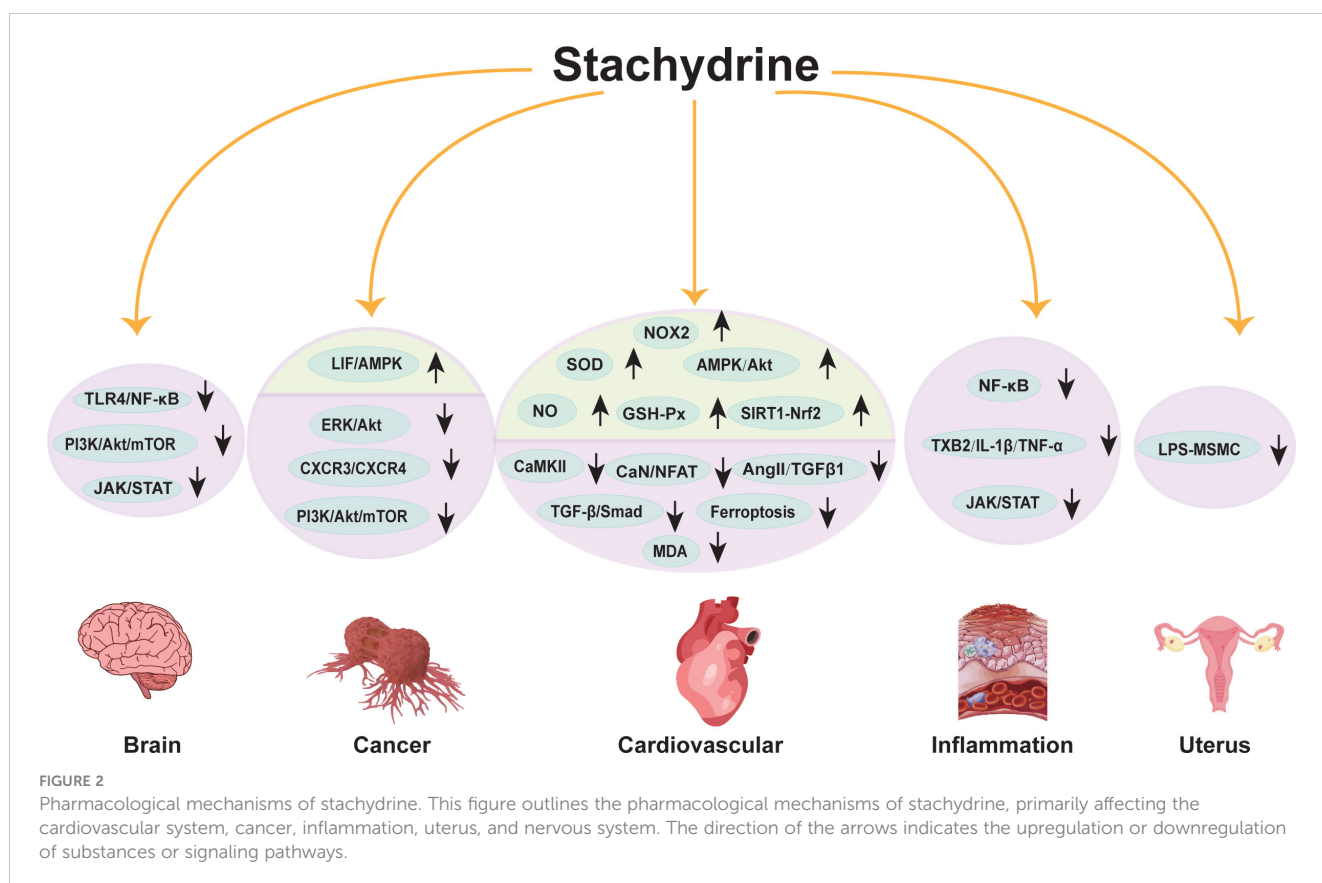 Stachydrine
TLR4/NF-κB
PI3K/Akt/mTOR
JAK/STAT
LIF/AMPK
ERK/Akt
CXCR3/CXCR4
PI3K/Akt/mTOR
NOX2
SOD
AMPK/Akt
NO
GSH-Px
SIRT1-Nrf2
CaMKII
CaN/NFAT
AngII/TGFβ1
TGF-β/Smad
Ferroptosis
MDA
NF-κB
TXB2/IL-1β/TNF-α
JAK/STAT
LPS-MSMC
Brain
Cancer
Cardiovascular
Inflammation
Uterus
FIGURE 2
Pharmacological mechanisms of stachydrine. This figure outlines the pharmacological mechanisms of stachydrine, primarily affecting the
cardiovascular system, cancer, inflammation, uterus, and nervous system. The direction of the arrows indicates the upregulation or downregulation
of substances or signaling pathways.